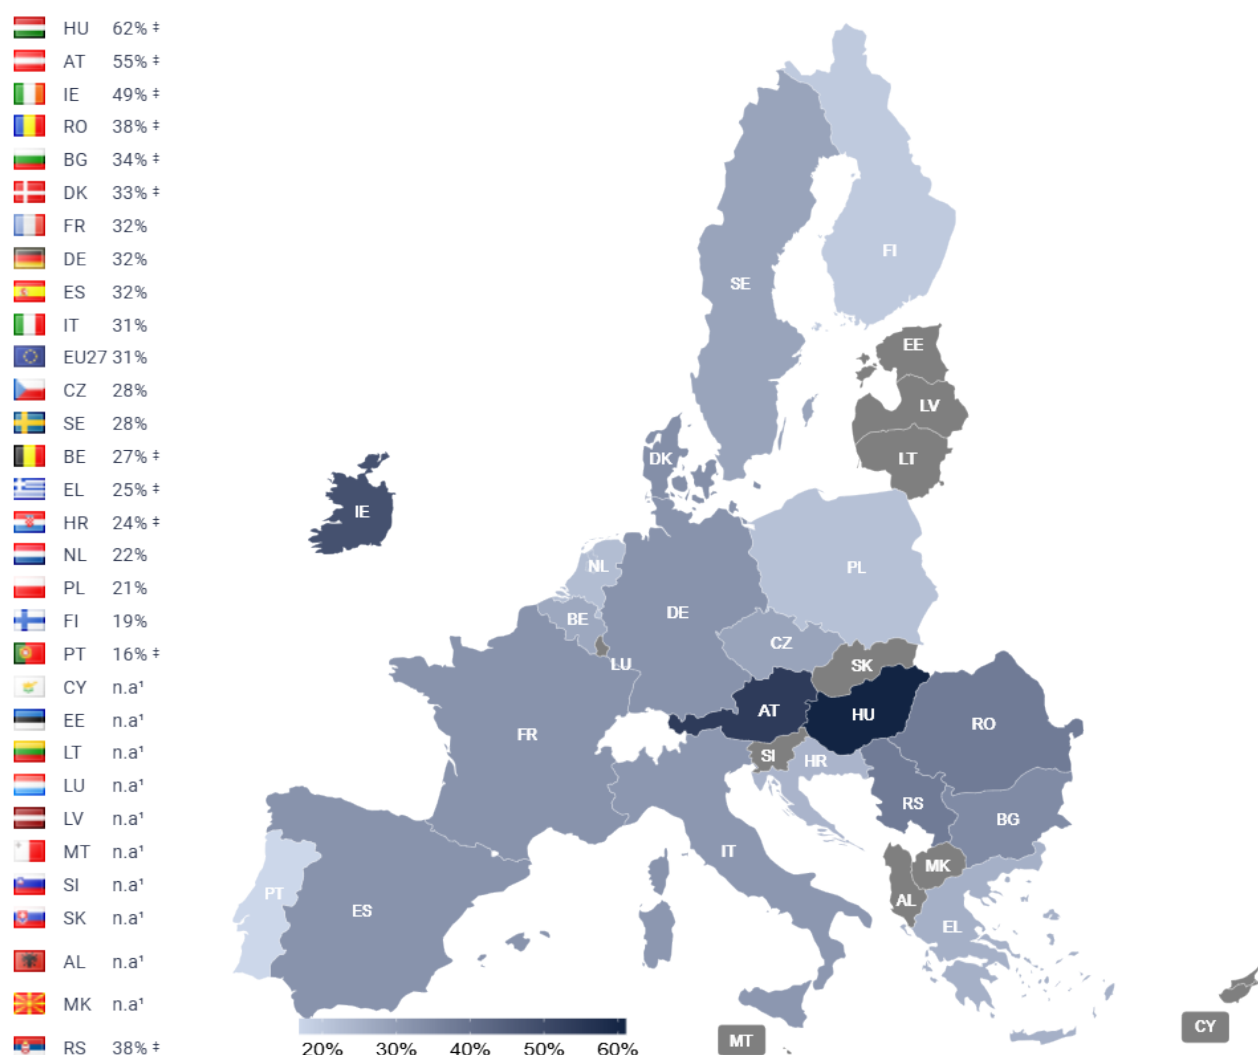 HU 62% ‡
AT 55% ‡
IE 49% ‡
RO 38% ‡
BG 34% ‡
DK 33% ‡
FR 32%
DE 32%
ES 32%
IT 31%
EU27 31%
CZ 28%
SE 28%
BE 27% ‡
EL 25% ‡
HR 24% ‡
NL 22%
PL 21%
FI 19%
PT 16% ‡
CY n.a¹
EE n.a¹
LT n.a¹
LU n.a¹
LV n.a¹
MT n.a¹
SI n.a¹
SK n.a¹
AL n.a¹
MK n.a¹
RS 38% ‡
FI
SE
EE
LV
LT
DK
IE
NL
PL
DE
BE
CZ
LU
SK
AT
HU
RO
FR
SI
HR
RS
BG
IT
MK
PT
AL
ES
EL
CY
MT
20% 30% 40% 50% 60%